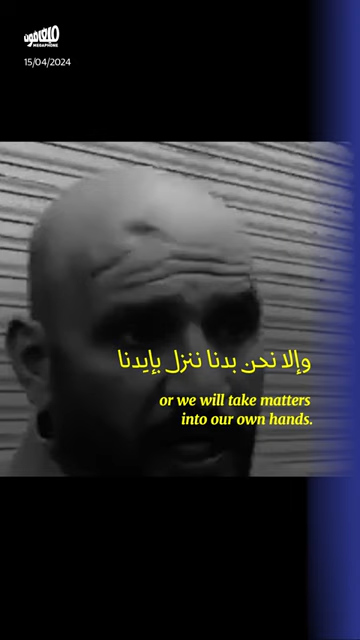 ميغافون
MEGAPHONE
15/04/2024
وإلا نحن بدنا ننزل بإيدنا
or we will take matters
into our own hands.